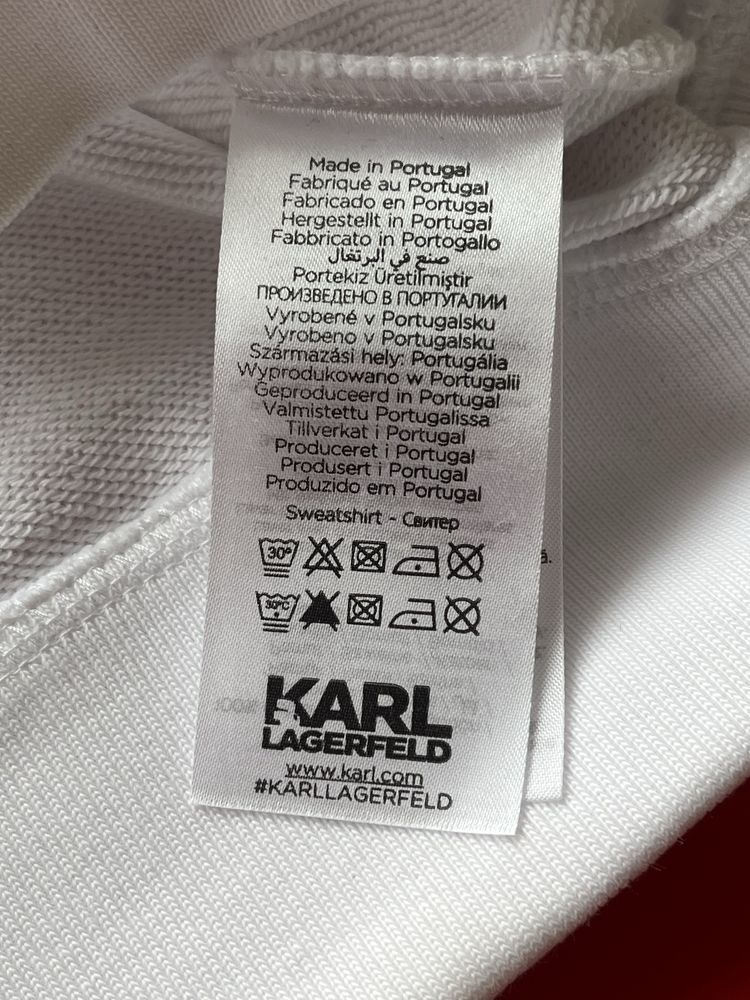 Made in Portugal
Fabriqué au Portugal
Fabricado en Portugal
Hergestellt in Portugal
Fabbricato in Portogallo
صنع في البرتغال
Portekiz Üretilmiştir
ПРОИЗВЕДЕНО В ПОРТУГАЛИИ
Vyrobené v Portugalsku
Vyrobeno v Portugalsku
Származási hely: Portugália
Wyprodukowano w Portugalii
Geproduceerd in Portugal
Valmistettu Portugalissa
Tillverkat i Portugal
Produceret i Portugal
Produsert i Portugal
Produzido em Portugal
Sweatshirt - Свитер
30°
30°C
KARL
LAGERFELD
www.karl.com
#KARLLAGERFELD